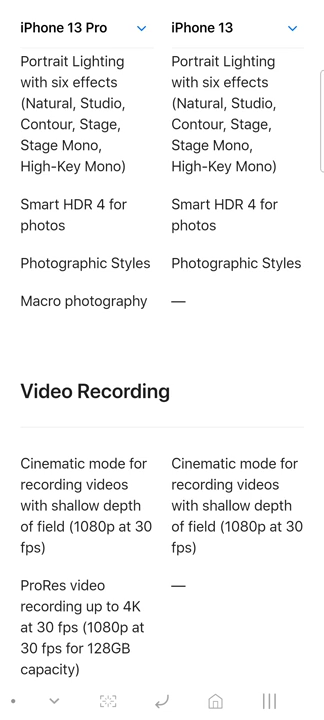 iPhone 13 Pro
iPhone 13
Portrait Lighting
with six effects
(Natural, Studio,
Contour, Stage,
Stage Mono,
High-Key Mono)
Portrait Lighting
with six effects
(Natural, Studio,
Contour, Stage,
Stage Mono,
High-Key Mono)
Smart HDR 4 for
photos
Smart HDR 4 for
photos
Photographic Styles
Photographic Styles
Macro photography
—
Video Recording
Cinematic mode for
recording videos
with shallow depth
of field (1080p at 30
fps)
Cinematic mode for
recording videos
with shallow depth
of field (1080p at 30
fps)
ProRes video
recording up to 4K
at 30 fps (1080p at
30 fps for 128GB
capacity)
—